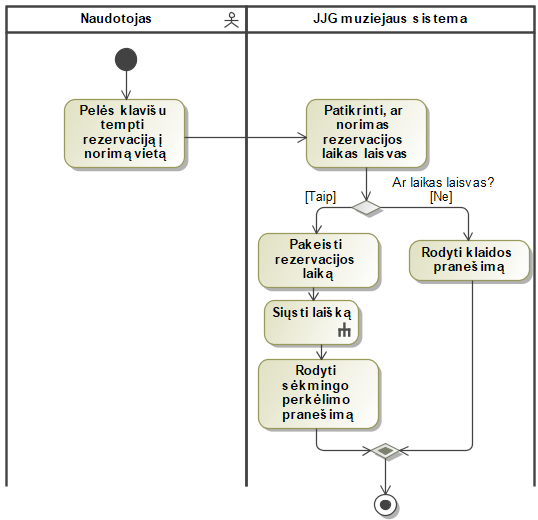 Naudotojas
JJG muziejaus sistema
Pelės klavišu
tempti
rezervaciją į
norimą vietą
Patikrinti, ar
norimas
rezervacijos
laikas laisvas
Ar laikas laisvas?
[Taip]
[Ne]
Pakeisti
rezervacijos
laiką
Rodyti klaidos
pranešimą
Siųsti laišką
Rodyti
sėkmingo
perkėlimo
pranešimą